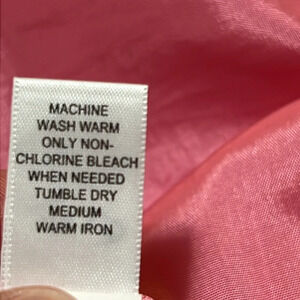 MACHINE
WASH WARM
ONLY NON-
CHLORINE BLEACH
WHEN NEEDED
TUMBLE DRY
MEDIUM
WARM IRON